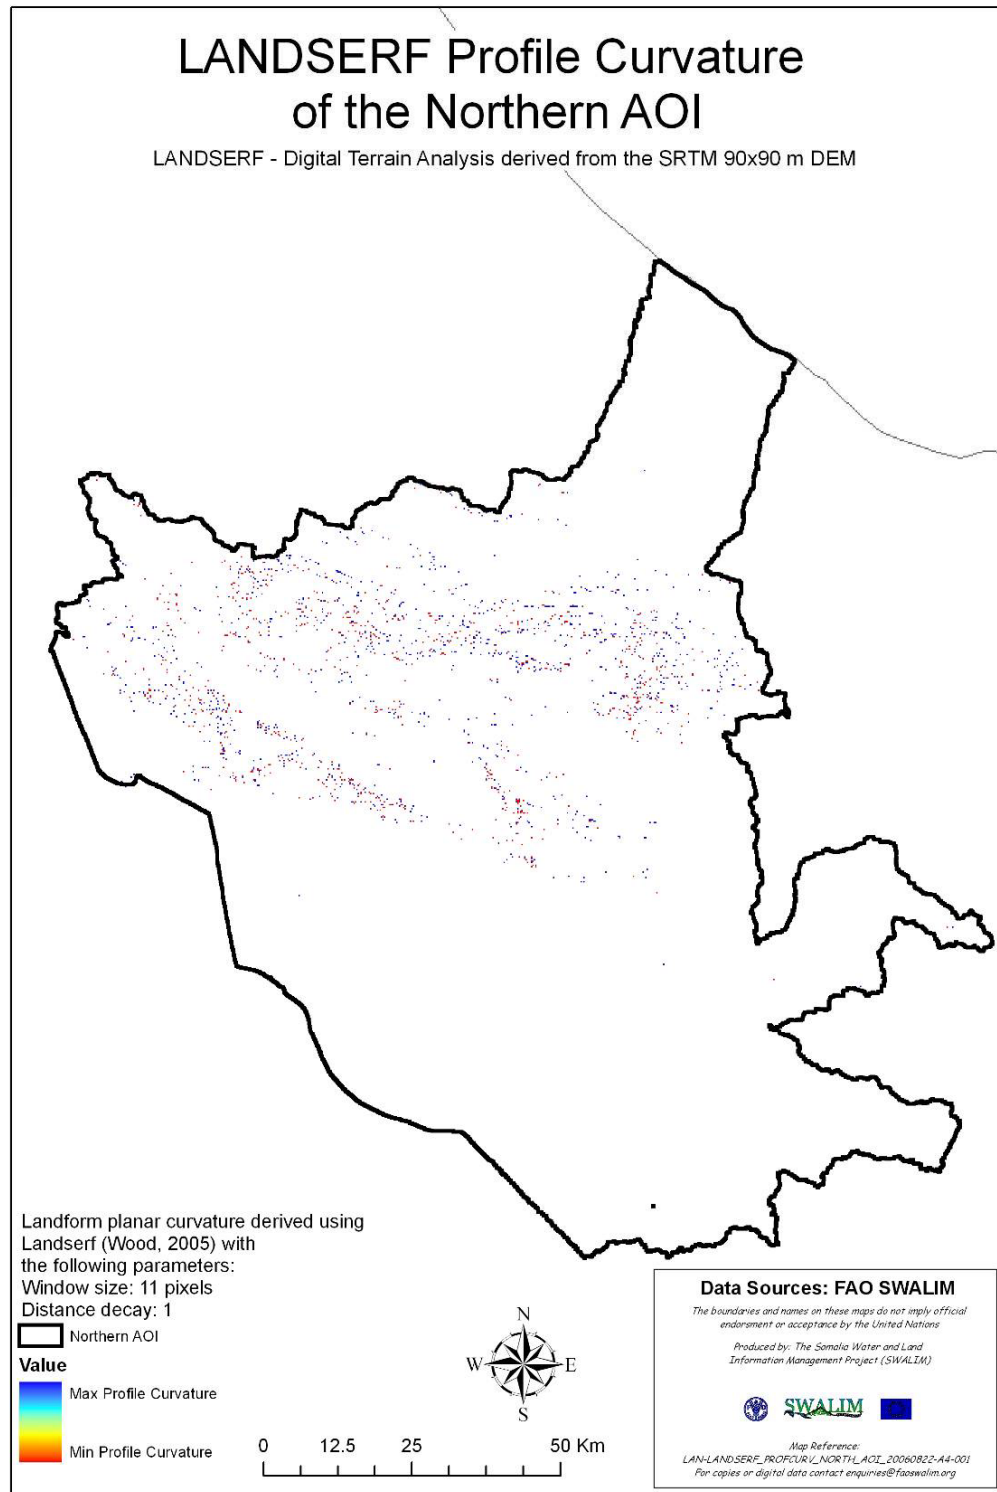 LANDSERF Profile Curvature
of the Northern AOI
LANDSERF - Digital Terrain Analysis derived from the SRTM 90x90 m DEM
Landform planar curvature derived using
Landserf (Wood, 2005) with
the following parameters:
Window size: 11 pixels
Distance decay: 1
Northern AOI
Value
Max Profile Curvature
Min Profile Curvature
N
W E
S
0 12.5 25 50 Km
Data Sources: FAO SWALIM
The boundaries and names on these maps do not imply official
endorsment or acceptance by the United Nations
Produced by: The Somalia Water and Land
Information Management Project (SWALIM)
SWALIM
Map Reference:
LAN-LANDSERF_PROFCURV_NORTH_AOI_20060822-A4-001
For copies or digital data contact enquiries@faoswalim.org